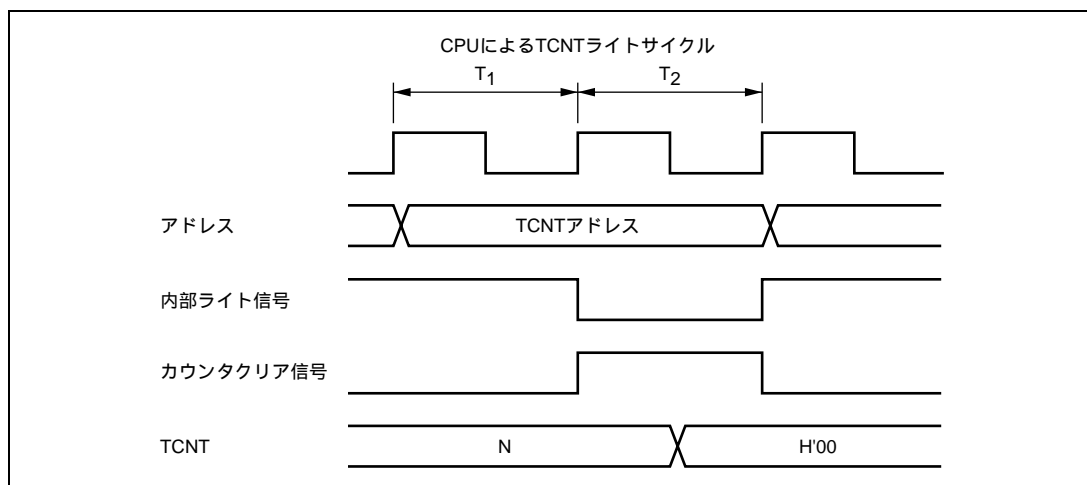 CPUによるTCNTライトサイクル
T1 T2
アドレス TCNTアドレス
内部ライト信号
カウンタクリア信号
TCNT N H'00